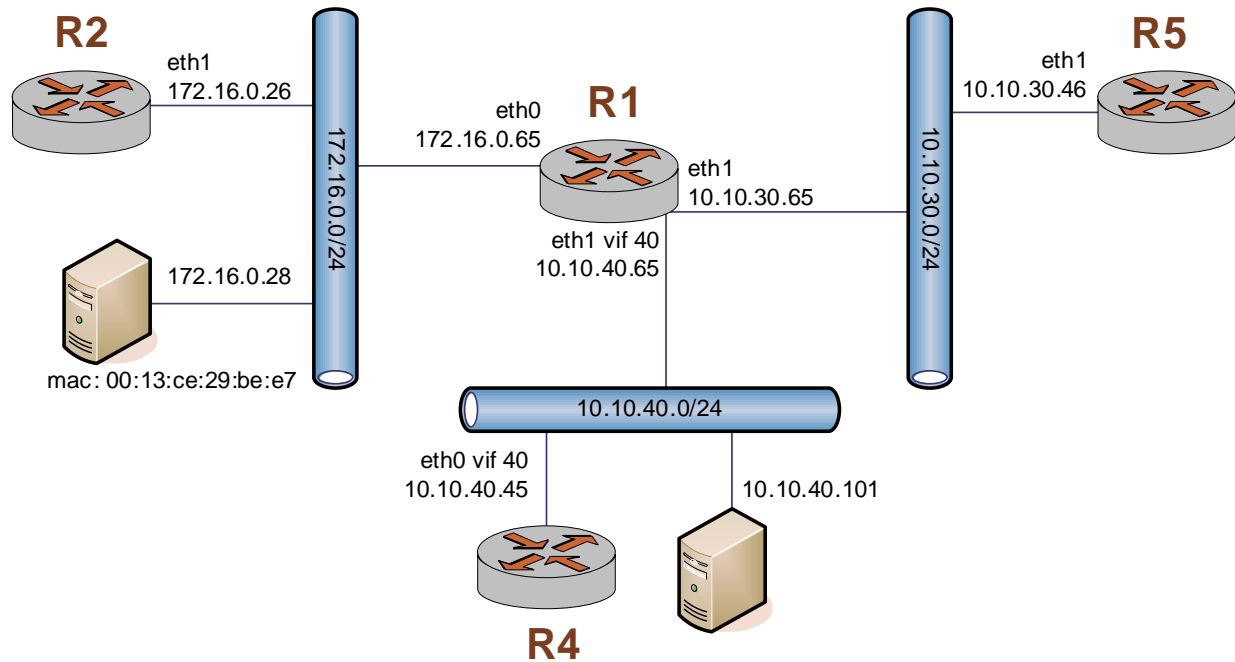 R2
eth1
172.16.0.26
172.16.0.28
mac: 00:13:ce:29:be:e7
172.16.0.0/24
eth0
172.16.0.65
R1
eth1
10.10.30.65
eth1 vif 40
10.10.40.65
10.10.30.0/24
R5
eth1
10.10.30.46
10.10.40.0/24
eth0 vif 40
10.10.40.45
R4
10.10.40.101